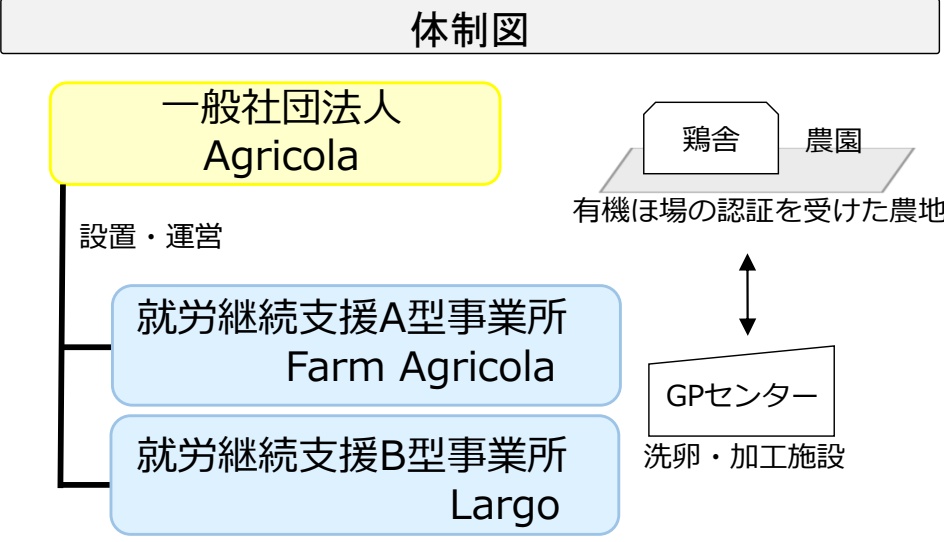 体制図
一般社団法人
Agricola
設置・運営
就労継続支援A型事業所
Farm Agricola
就労継続支援B型事業所
Largo
鶏舎
農園
有機ほ場の認証を受けた農地
GPセンター
洗卵・加工施設